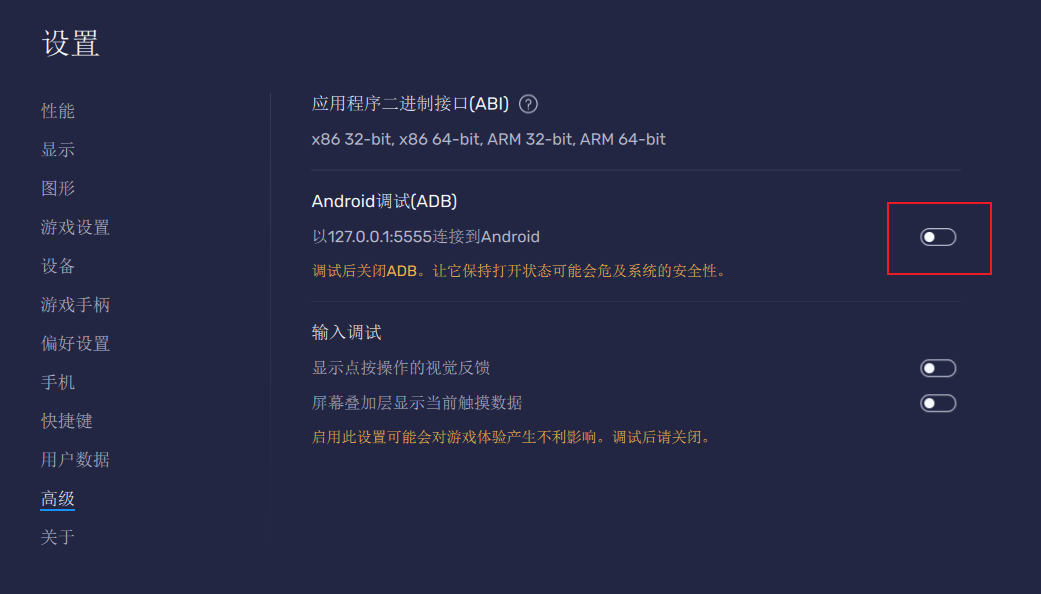 设置
性能
显示
图形
游戏设置
设备
游戏手柄
偏好设置
手机
快捷键
用户数据
高级
关于
应用程序二进制接口(ABI) ?
x86 32-bit, x86 64-bit, ARM 32-bit, ARM 64-bit
Android调试(ADB)
以127.0.0.1:5555连接到Android
调试后关闭ADB。让它保持打开状态可能会危及系统的安全性。
输入调试
显示点按操作的视觉反馈
屏幕叠加层显示当前触摸数据
启用此设置可能会对游戏体验产生不利影响。调试后请关闭。